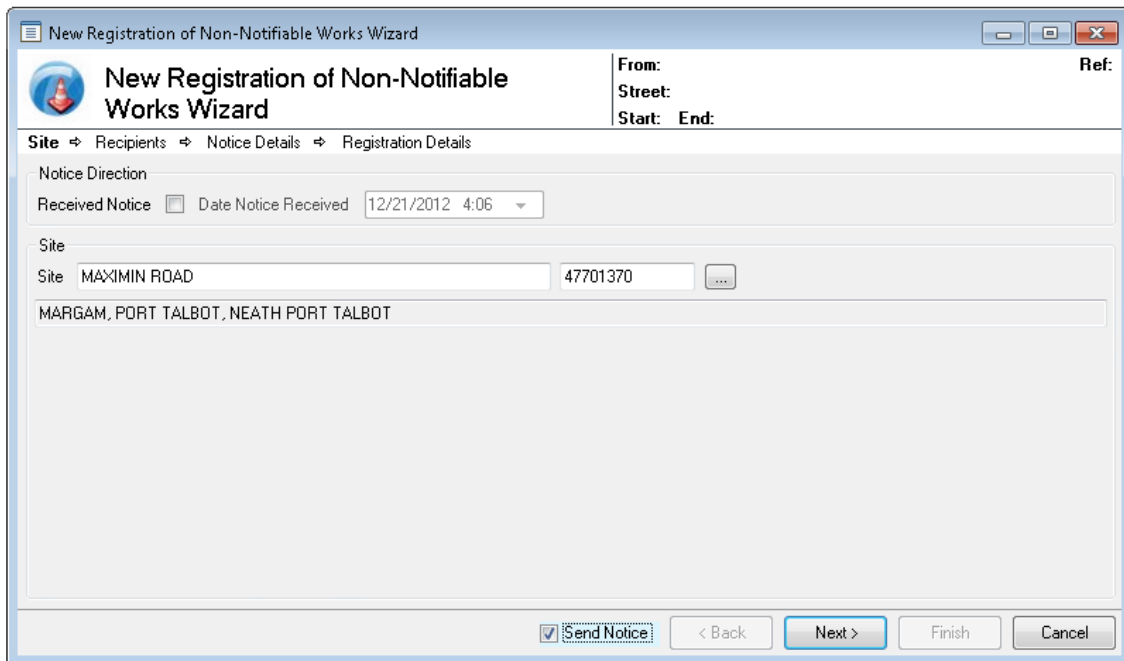 New Registration of Non-Notifiable Works Wizard
New Registration of Non-Notifiable
Works Wizard
From: Ref:
Street:
Start: End:
Site ⇨ Recipients ⇨ Notice Details ⇨ Registration Details
Notice Direction
Received Notice Date Notice Received 12/21/2012 4:06
Site
Site MAXIMIN ROAD 47701370 ...
MARGAM, PORT TALBOT, NEATH PORT TALBOT
Send Notice < Back Next > Finish Cancel